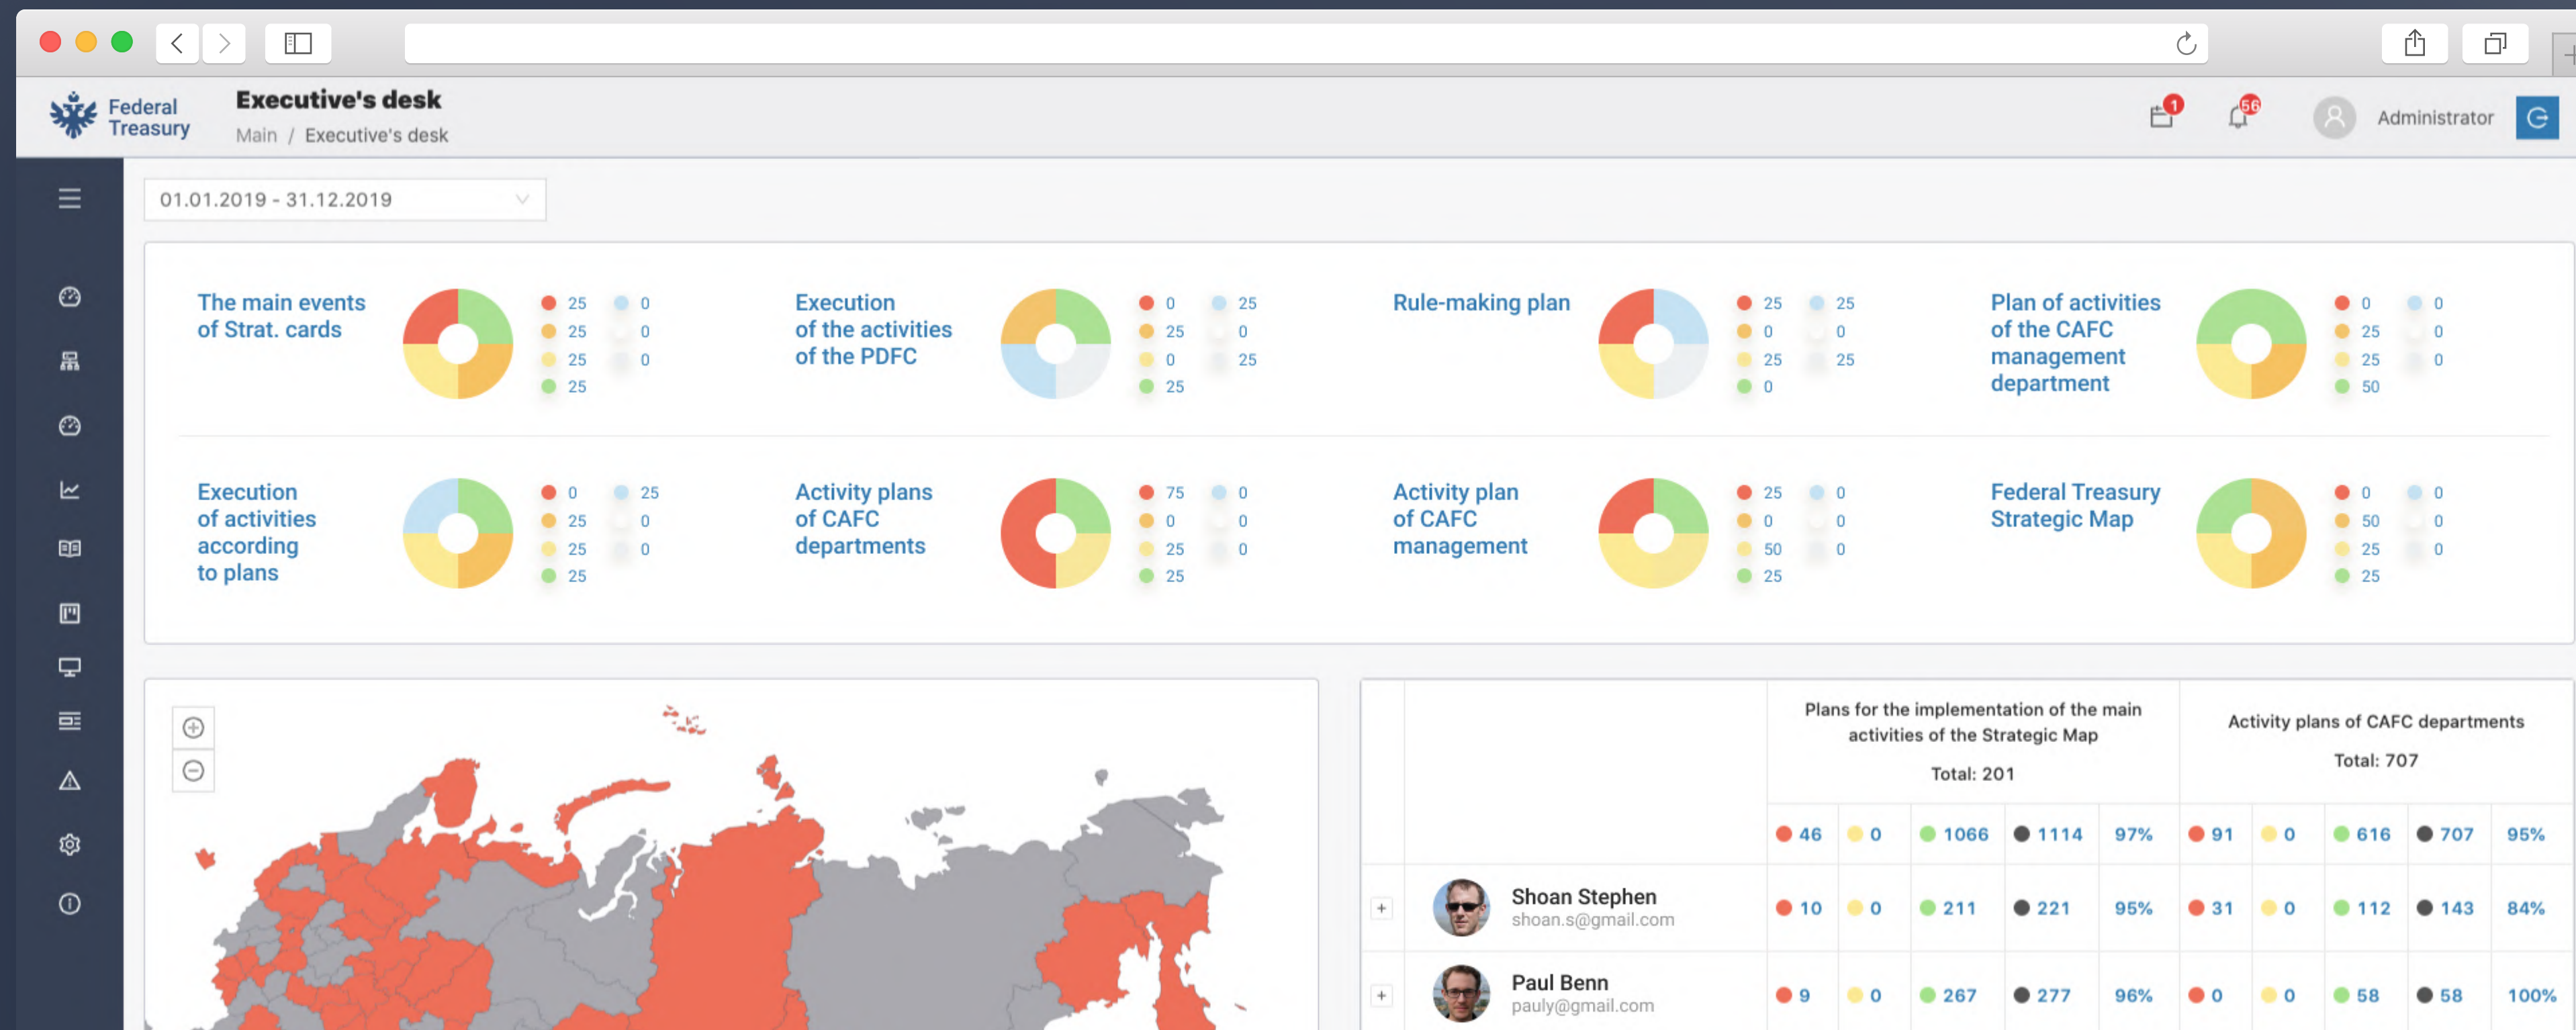 Federal
Treasury
Executive's desk
Main / Executive's desk
1
56
Administrator
01.01.2019 - 31.12.2019
The main events
of Strat. cards
25 0
25 0
25 0
25
Execution
of the activities
of the PDFC
0 25
25 0
0 25
25
Rule-making plan
25 25
0 0
25 25
0
Plan of activities
of the CAFC
management
department
0 0
25 0
25 0
50
Execution
of activities
according
to plans
0 25
25 0
25 0
25
Activity plans
of CAFC
departments
75 0
0 0
25 0
25
Activity plan
of CAFC
management
25 0
0 0
50 0
25
Federal Treasury
Strategic Map
0 0
50 0
25 0
25
Plans for the implementation of the main
activities of the Strategic Map
Total: 201
Activity plans of CAFC departments
Total: 707
46 0 1066 1114 97% 91 0 616 707 95%
Shoan Stephen
shoan.s@gmail.com
10 0 211 221 95% 31 0 112 143 84%
Paul Benn
pauly@gmail.com
9 0 267 277 96% 0 0 58 58 100%